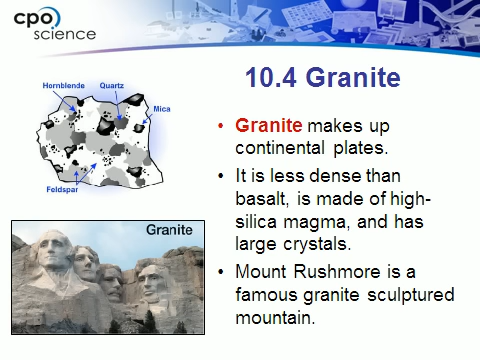 cpo
science
10.4 Granite
Hornblende Quartz
Mica
Feldspar
Granite
• Granite makes up
continental plates.
• It is less dense than
basalt, is made of high-
silica magma, and has
large crystals.
• Mount Rushmore is a
famous granite sculptured
mountain.